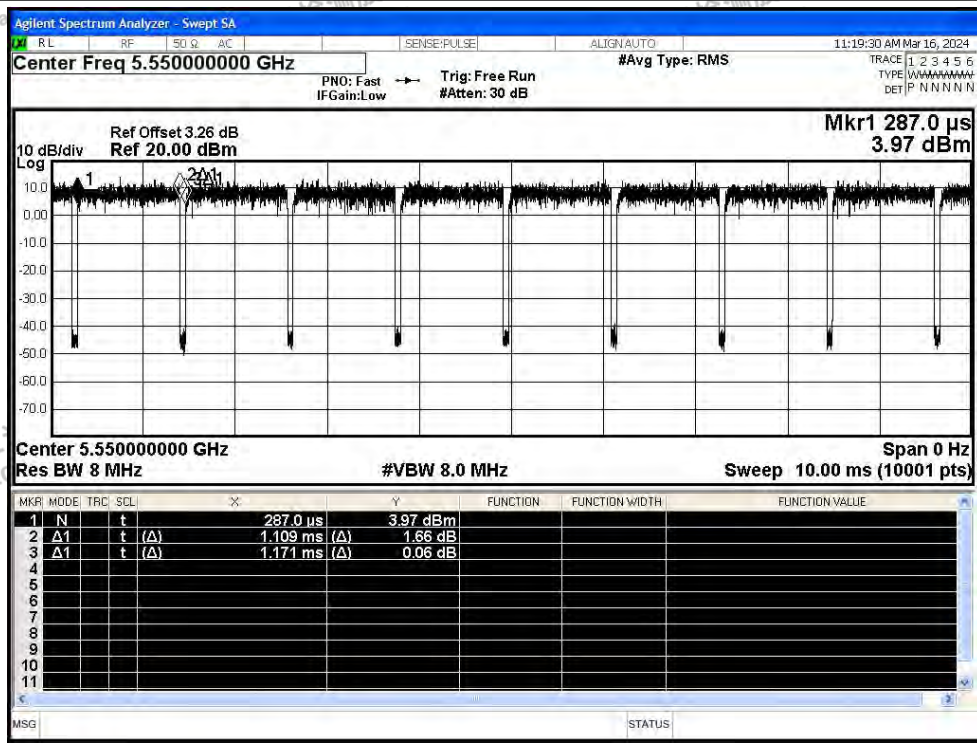 Agilent Spectrum Analyzer - Swept SA
RL RF 50 Ω AC SENSE:PULSE ALIGN AUTO 11:19:30 AM Mar 16, 2024
Center Freq 5.550000000 GHz #Avg Type: RMS TRACE 1 2 3 4 5 6
PNO: Fast Trig: Free Run TYPE WWWWWW
IFGain:Low #Atten: 30 dB DET P N N N N N
Mkr1 287.0 µs
Ref Offset 3.26 dB
10 dB/div Ref 20.00 dBm 3.97 dBm
Log
1 2Δ1
10.0
0.00
-10.0
-20.0
-30.0
-40.0
-50.0
-60.0
-70.0
Center 5.550000000 GHz Span 0 Hz
Res BW 8 MHz #VBW 8.0 MHz Sweep 10.00 ms (10001 pts)
MKR MODE TRC SCL X Y FUNCTION FUNCTION WIDTH FUNCTION VALUE
1 N t 287.0 µs 3.97 dBm
2 Δ1 t (Δ) 1.109 ms (Δ) 1.66 dB
3 Δ1 t (Δ) 1.171 ms (Δ) 0.06 dB
4
5
6
7
8
9
10
11
MSG STATUS